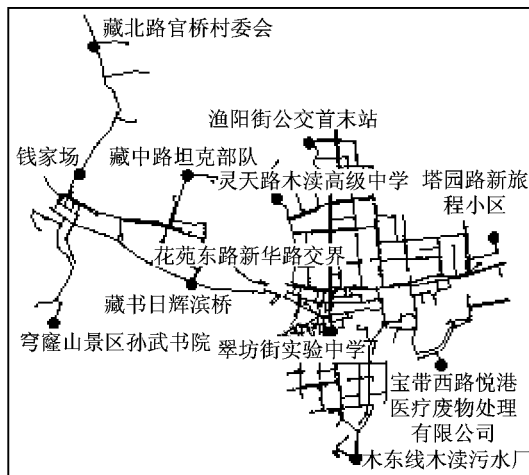 藏北路官桥村委会
渔阳街公交首末站
钱家场
藏中路坦克部队
灵天路木渎高级中学
塔园路新旅
程小区
花苑东路新华路交界
藏书日辉滨桥
穹窿山景区孙武书院
翠坊街实验中学
宝带西路悦港
医疗废物处理
有限公司
木东线木渎污水厂